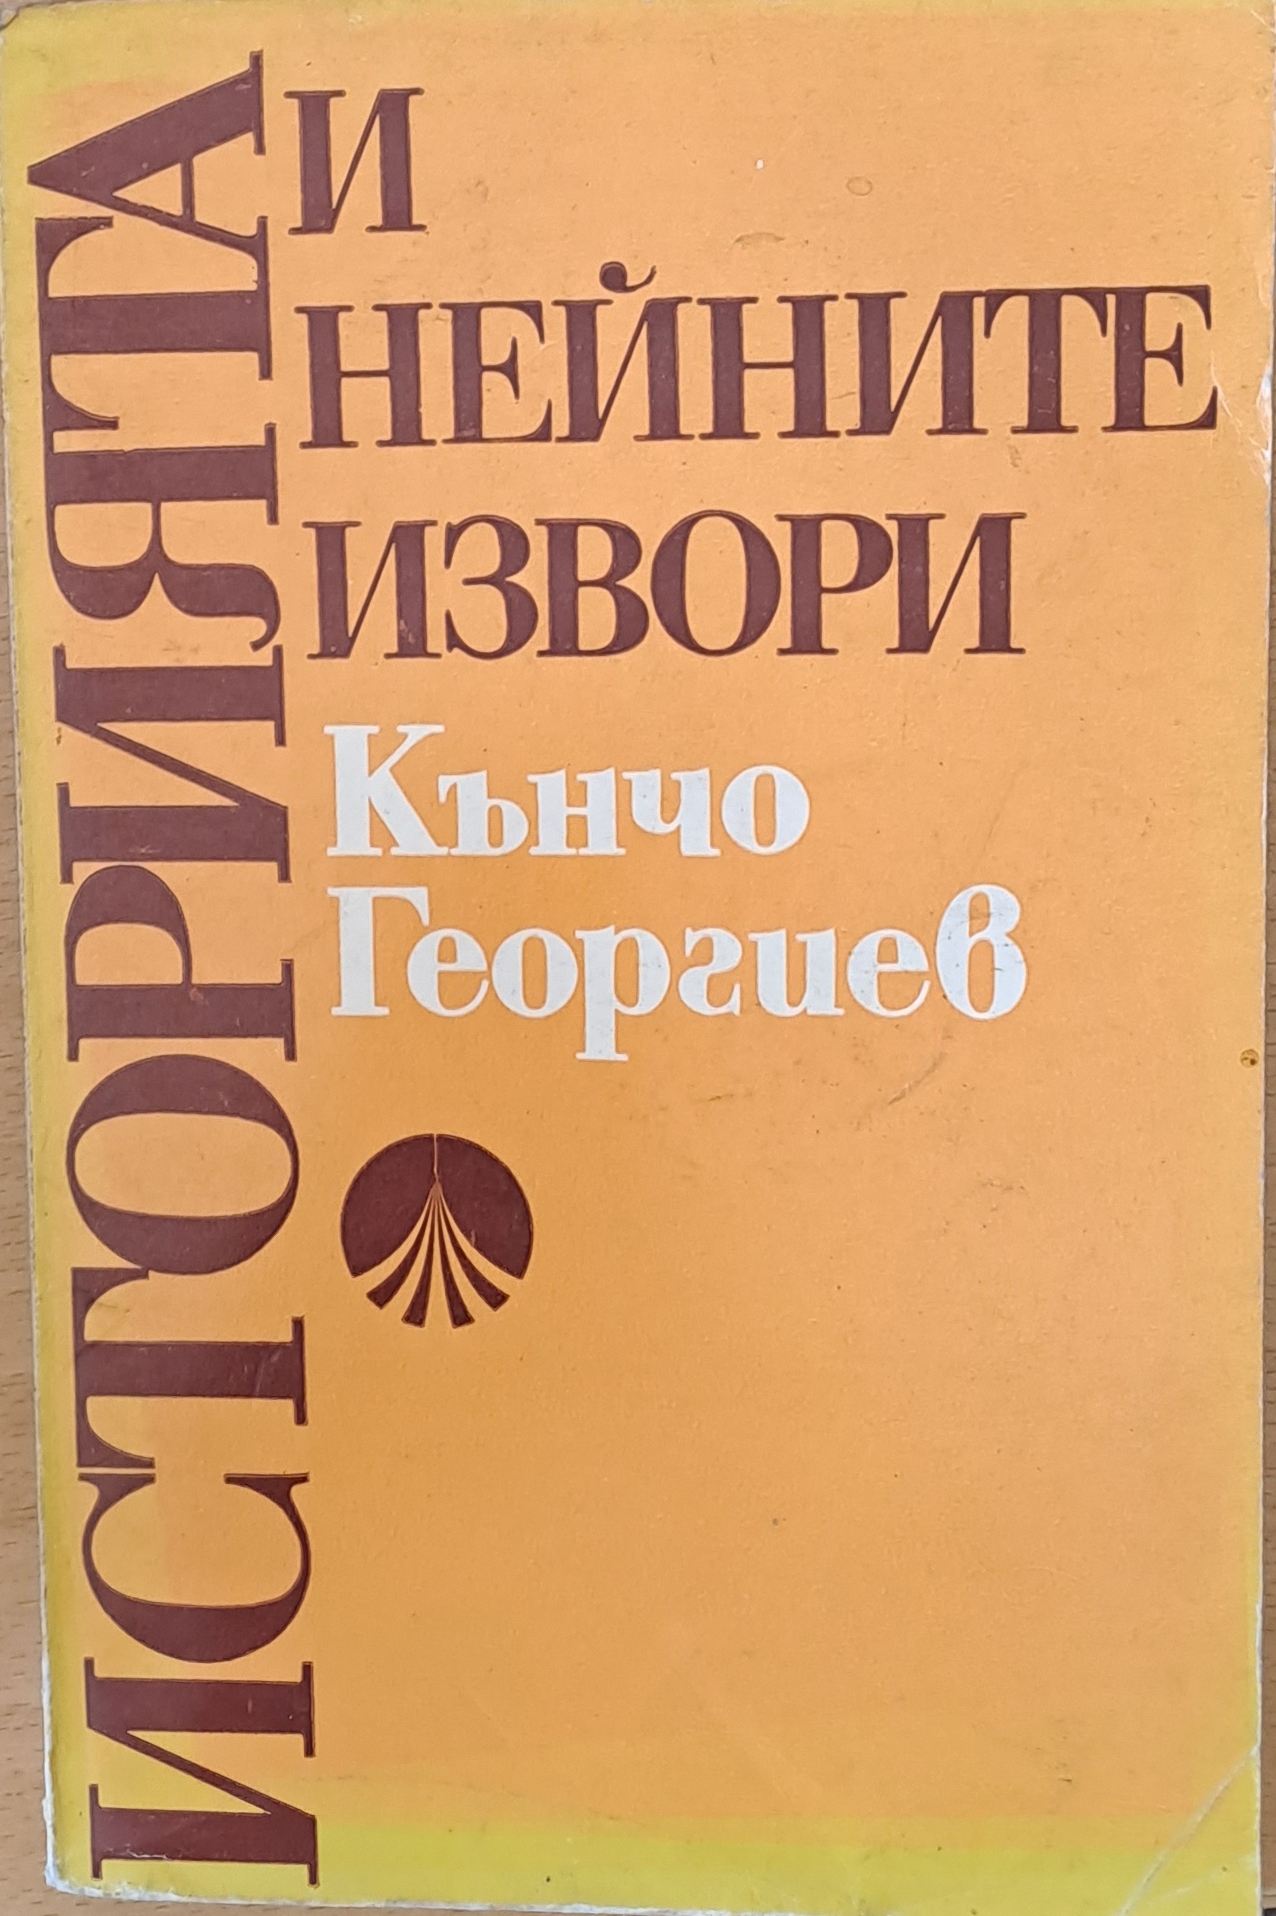 ИСТОРИЯТА
И
НЕЙНИТЕ
ИЗВОРИ
Кънчо
Георгиев